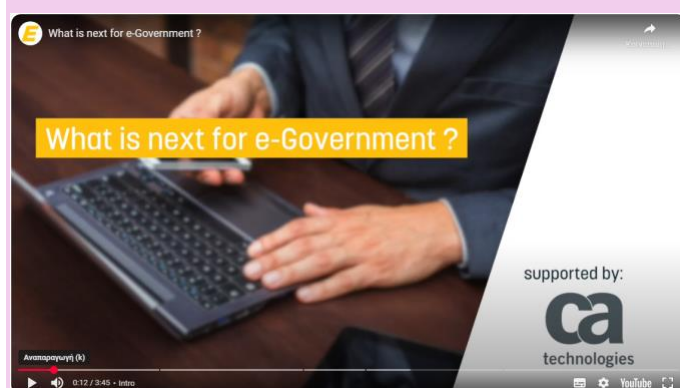 E What is next for e-Government ?
What is next for e-Government ?
supported by:
ca
technologies
Αναπαραγωγή (k)
0:12 / 3:45 • Intro
YouTube